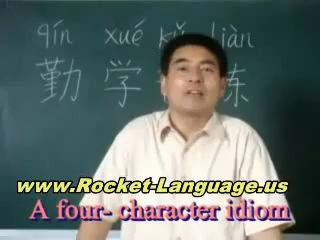 qín xué kǔ liàn
勤 学 练
www.Rocket-Language.us
A four- character idiom